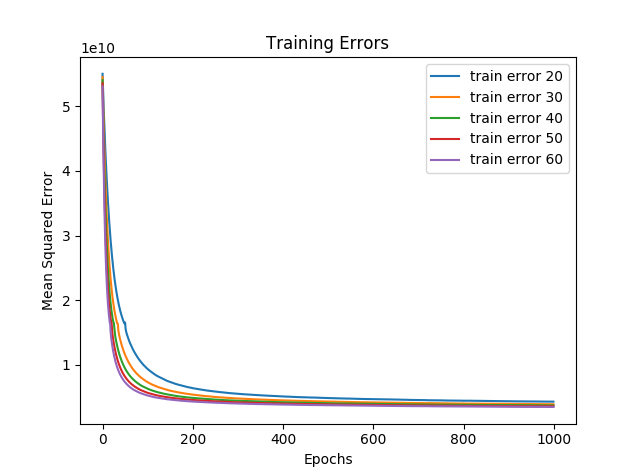 Training Errors
1e10
train error 20
train error 30
train error 40
train error 50
train error 60
5
4
3
2
1
Mean Squared Error
0 200 400 600 800 1000
Epochs